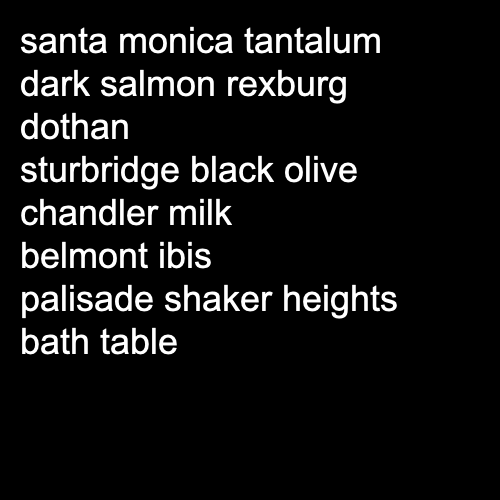 santa monica tantalum
dark salmon rexburg
dothan
sturbridge black olive
chandler milk
belmont ibis
palisade shaker heights
bath table